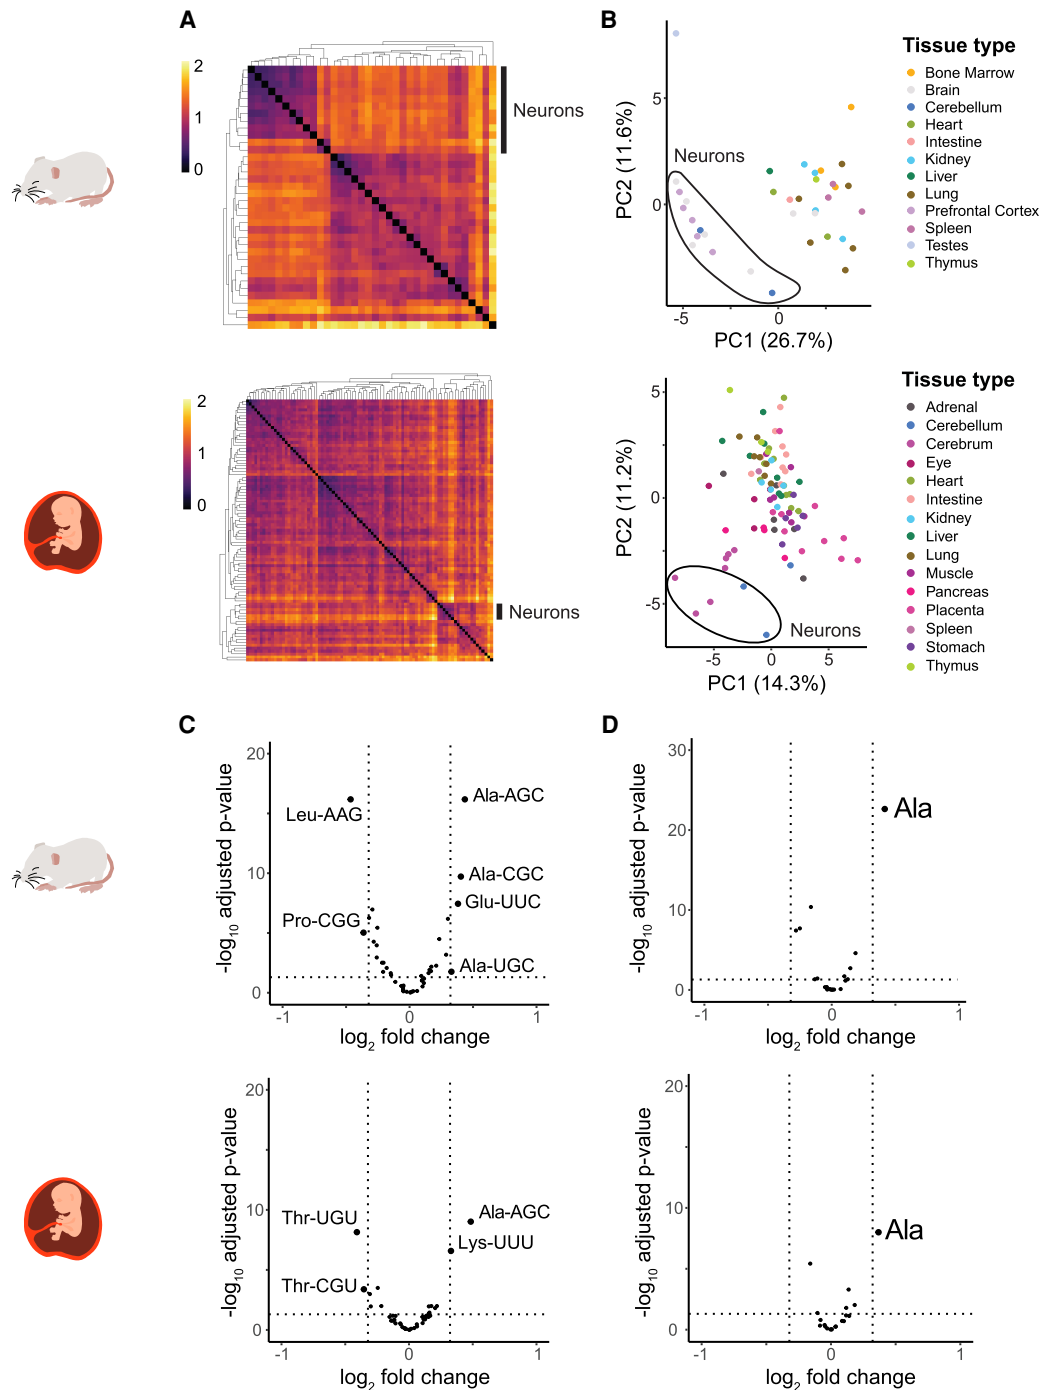 A
B
2
1
0
Neurons
PC2 (11.6%)
5
0
Neurons
-5
0
PC1 (26.7%)
Tissue type
Bone Marrow
Brain
Cerebellum
Heart
Intestine
Kidney
Liver
Lung
Prefrontal Cortex
Spleen
Testes
Thymus
2
1
0
Neurons
PC2 (11.2%)
5
0
-5
Neurons
-5
0
5
PC1 (14.3%)
Tissue type
Adrenal
Cerebellum
Cerebrum
Eye
Heart
Intestine
Kidney
Liver
Lung
Muscle
Pancreas
Placenta
Spleen
Stomach
Thymus
C
D
-log10 adjusted p-value
20
10
0
Leu-AAG
Ala-AGC
Ala-CGC
Glu-UUC
Pro-CGG
Ala-UGC
-1
0
1
log2 fold change
-log10 adjusted p-value
30
20
10
0
Ala
-1
0
1
log2 fold change
-log10 adjusted p-value
20
10
0
Thr-UGU
Ala-AGC
Lys-UUU
Thr-CGU
-1
0
1
log2 fold change
-log10 adjusted p-value
20
10
0
Ala
-1
0
1
log2 fold change